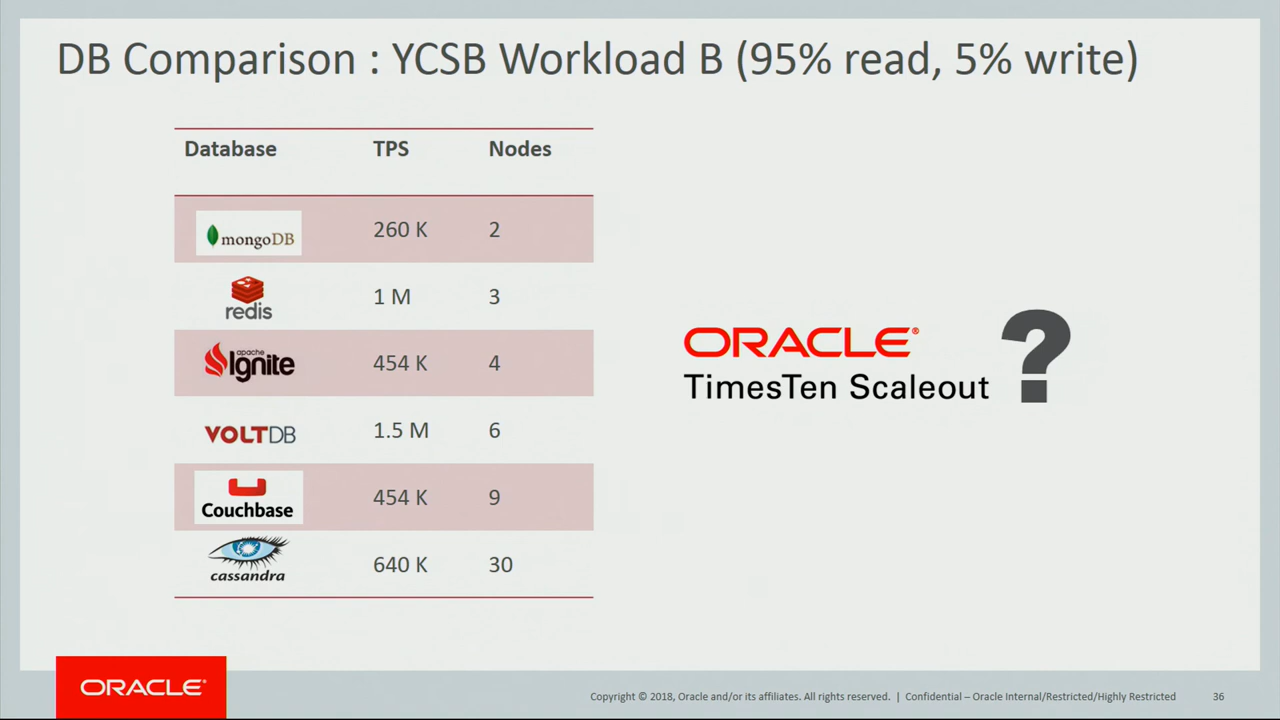 DB Comparison : YCSB Workload B (95% read, 5% write)
Database TPS Nodes
mongoDB 260 K 2
redis 1 M 3
apache
Ignite 454 K 4
VOLTDB 1.5 M 6
Couchbase 454 K 9
cassandra 640 K 30
ORACLE®
TimesTen Scaleout ?
ORACLE®
Copyright © 2018, Oracle and/or its affiliates. All rights reserved. | Confidential – Oracle Internal/Restricted/Highly Restricted 36